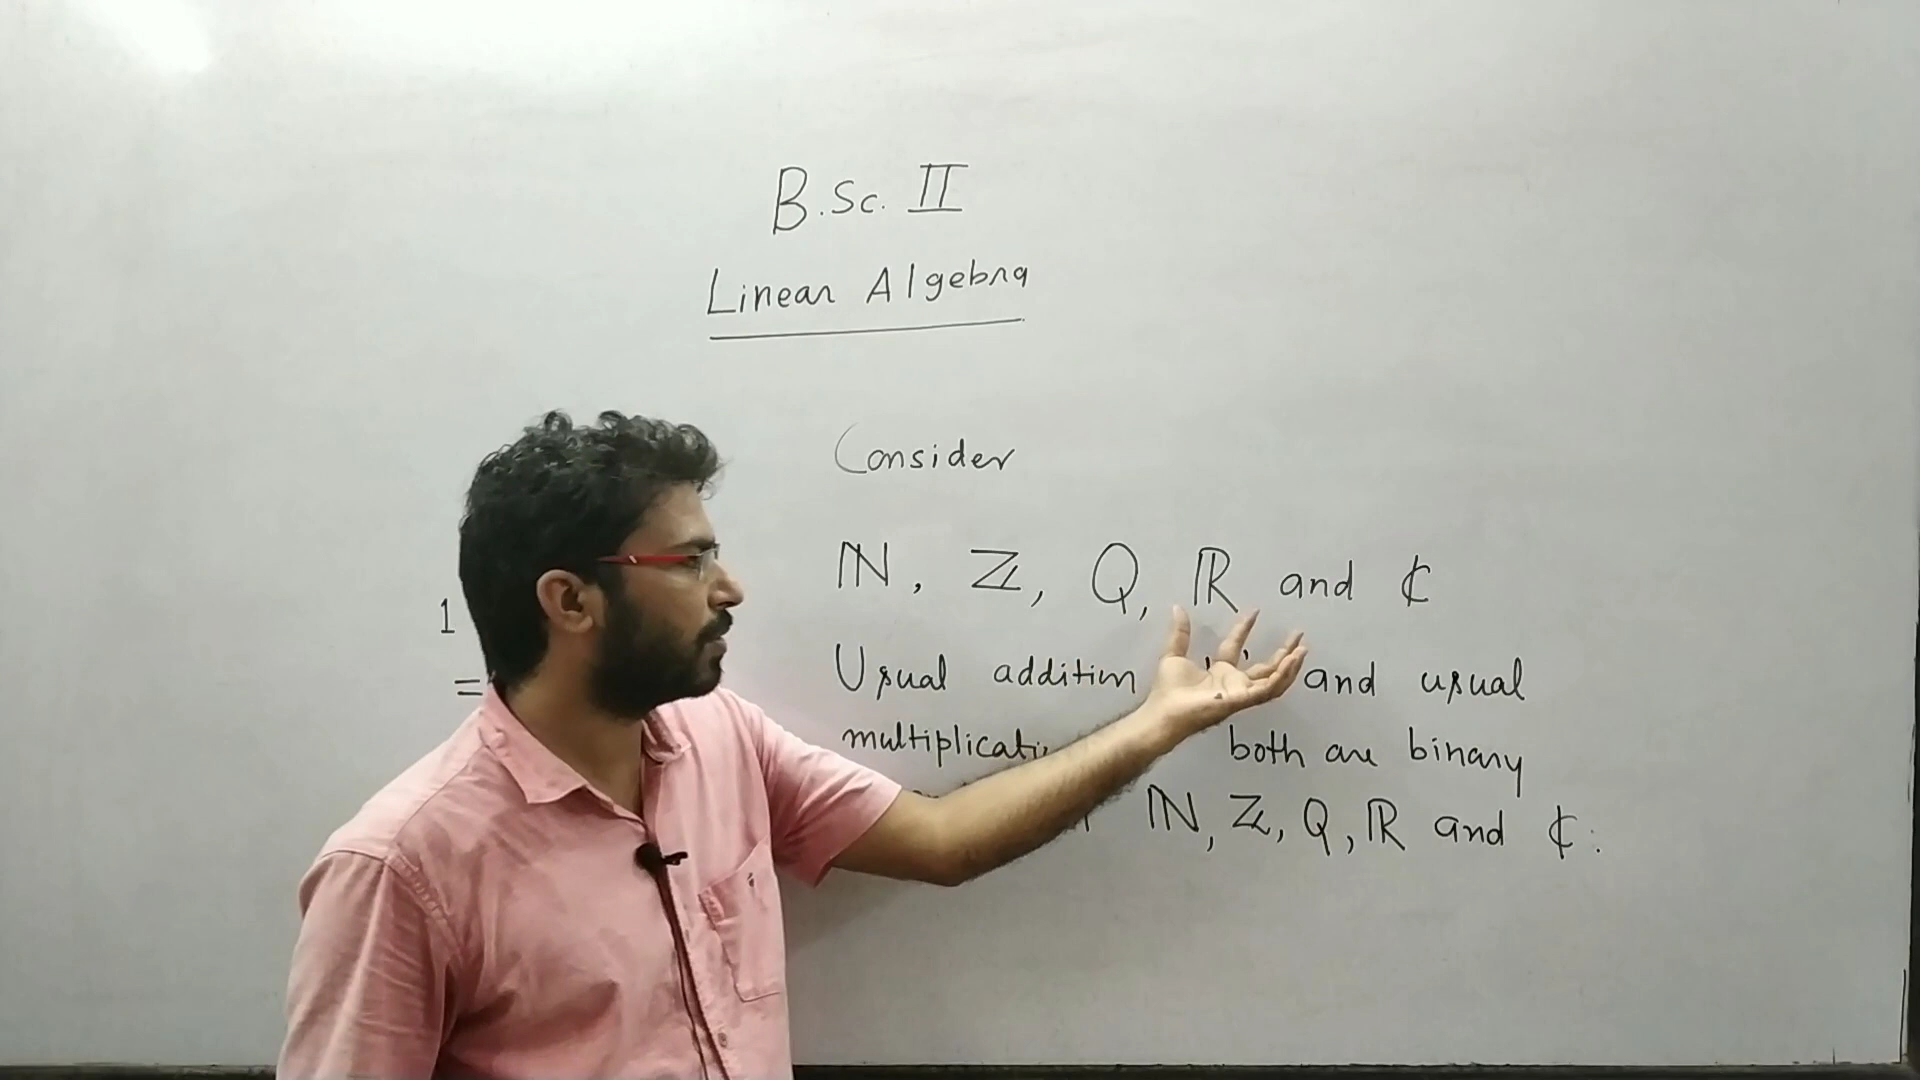 B.Sc. II
Linear Algebra
Consider
ℕ, ℤ, Q, ℝ and ₵
1
Usual addition and usual
=
both are binary
ℕ, ℤ, Q, ℝ and ₵.